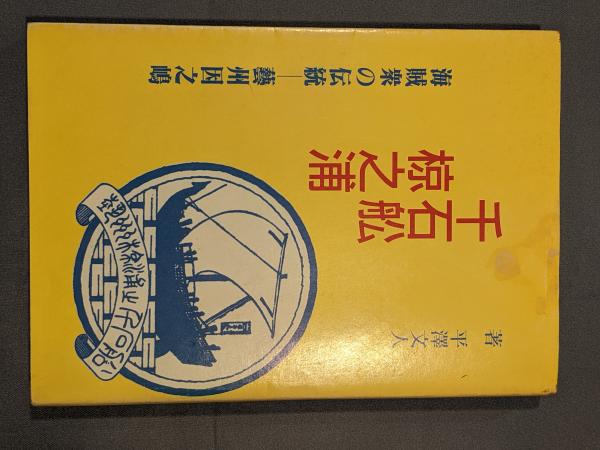 海賊衆の伝統―藝州因之嶋
千石舩
椋之浦
平澤文人 著